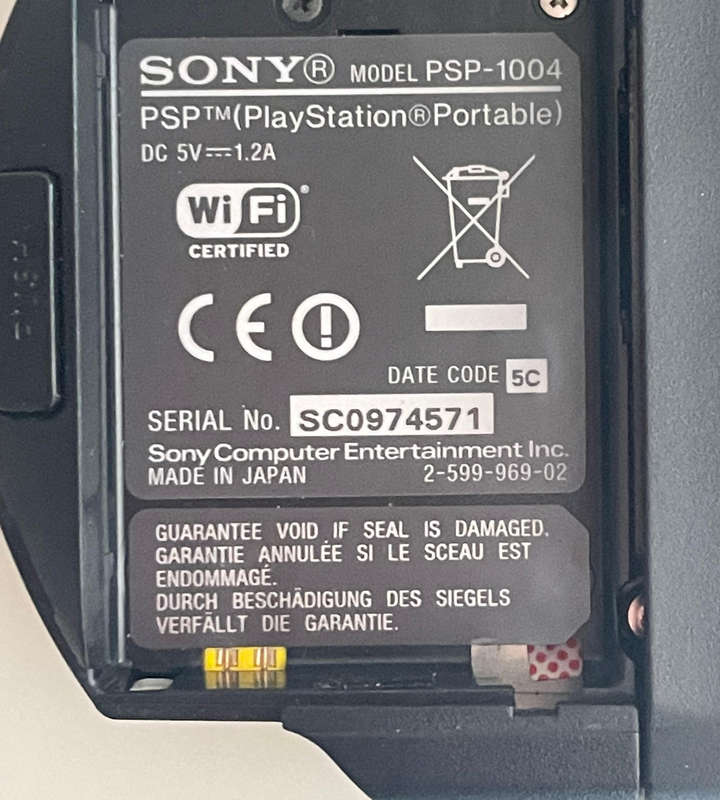 SONY® MODEL PSP-1004
PSP™(PlayStation®Portable)
DC 5V⎓1.2A
Wi Fi®
CERTIFIED
CE
DATE CODE 5C
SERIAL No. SC0974571
Sony Computer Entertainment Inc.
MADE IN JAPAN 2-599-969-02
GUARANTEE VOID IF SEAL IS DAMAGED.
GARANTIE ANNULÉE SI LE SCEAU EST
ENDOMMAGÉ.
DURCH BESCHÄDIGUNG DES SIEGELS
VERFÄLLT DIE GARANTIE.